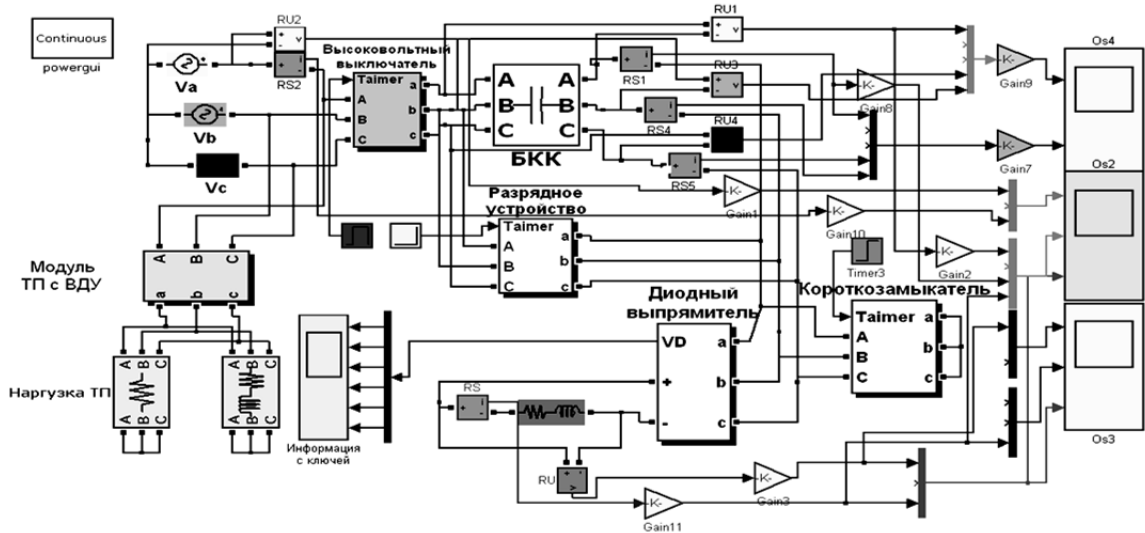 Continuous
powergui
RU2
+
-
v
+ i
-
RS2
Va
Vb
Vc
Высоковольтный
выключатель
Taimer
A
B
C
a
b
c
A
B
C
A
B
C
БКК
RU1
+
-
v
+ i
-
RS1
RU3
+
-
v
+ i
-
RS4
RU4
+ i
-
RS5
-K-
Gain8
-K-
Gain9
-K-
Gain7
Os4
Os2
Os3
-K-
Gain1
-K-
Gain10
-K-
Gain2
Timer3
Разрядное
устройство
Taimer
A
B
C
a
b
c
Модуль
ТП с ВДУ
A
B
C
a
b
c
Наргузка ТП
A
B
C
A
B
C
A
B
C
A
B
C
Информация
с ключей
Диодный
выпрямитель
VD
+
-
a
b
c
Короткозамыкатель
Taimer
A
B
C
a
b
c
RS
+ i
-
RU
+ -
v
-K-
Gain3
-K-
Gain11